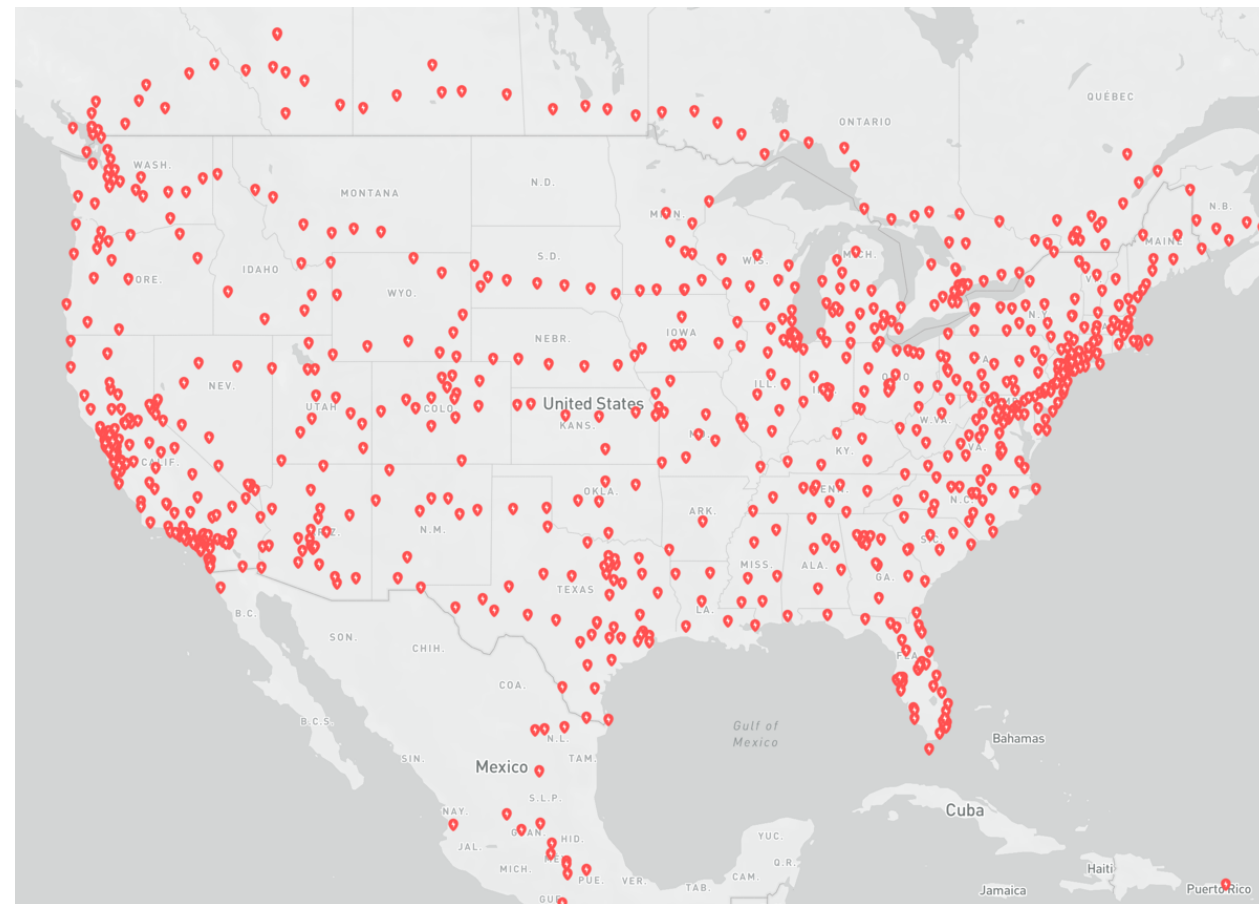 QUÉBEC
ONTARIO
WASH.
MONTANA
N.D.
MINN.
N.B.
MAINE
ORE.
IDAHO
S.D.
WIS.
MICH.
WYO.
N.Y.
IOWA
NEBR.
NEV.
UTAH
COLO.
United States
KANS.
ILL.
OHIO
PA.
W.VA.
VA.
KY.
CALIF.
OKLA.
TENN.
N.C.
ARIZ.
N.M.
ARK.
S.C.
MISS.
ALA.
GA.
TEXAS
LA.
B.C.
SON.
CHIH.
FLA.
COA.
B.C.S.
Gulf of
Mexico
Bahamas
N.L.
SIN.
TAM.
Mexico
S.L.P.
Cuba
NAY.
GUAN.
HID.
JAL.
YUC.
MICH.
PUE.
VER.
Q.R.
CAM.
TAB.
Haiti
Jamaica
Puerto Rico